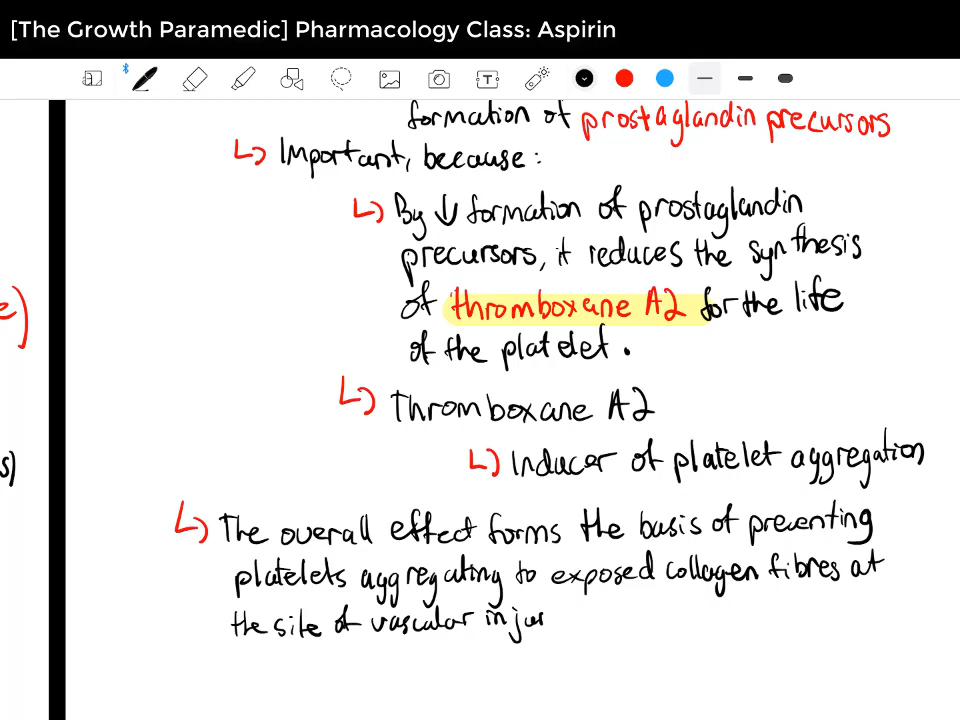 [The Growth Paramedic] Pharmacology Class: Aspirin
formation of prostaglandin precursors
Important, because:
By ↓ formation of prostaglandin
precursors, it reduces the synthesis
of thromboxane A2 for the life
of the platelet.
Thromboxane A2
Inducer of platelet aggregation
The overall effect forms the basis of preventing
platelets aggregating to exposed collagen fibres at
the site of vascular injur
e)
s)